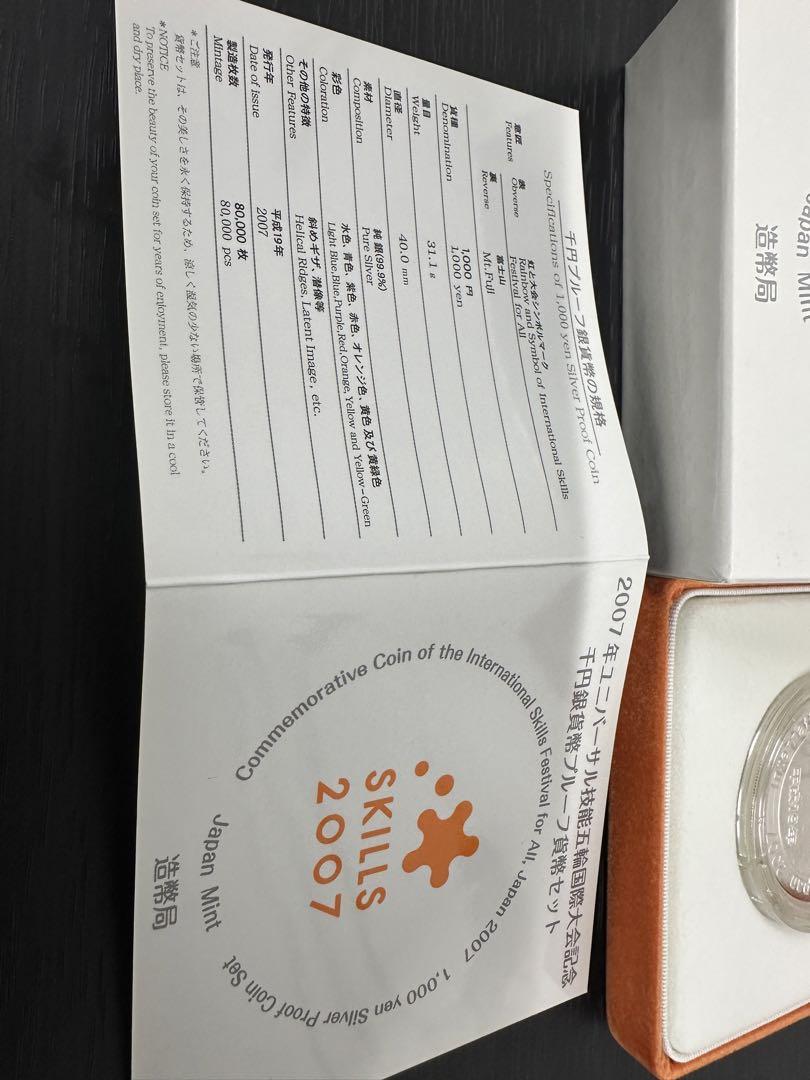 千円プルーフ銀貨幣の規格
Specifications of 1,000 yen Silver Proof Coin
意匠 表 虹と大会シンボルマーク
Features Obverse Rainbow and Symbol of International Skills
Festival for All
裏 富士山
Reverse Mt.Fuji
貨種 1,000 円
Denomination 1,000 yen
量目 31.1 g
Weight
直径 40.0 mm
Diameter
素材 純 銀(99.9%)
Composition Pure Silver
彩色 水色、青色、紫色、赤色、オレンジ色、黄色 及び 黄緑色
Coloration Light Blue,Blue,Purple,Red,Orange,Yellow and Yellow-Green
その他の特徴 斜めギザ、潜像等
Other Features Helical Ridges, Latent Image, etc.
発行年 平成19年
Date of issue 2007
製造枚数 80,000 枚
Mintage 80,000 pcs
*ご注意
貨幣セットは、その美しさを永く保持するため、涼しく湿気の少ない場所で保管してください。
*NOTICE
To preserve the beauty of your coin set for years of enjoyment, please store it in a cool
and dry place.
2007 年ユニバーサル技能五輪国際大会記念
千円銀貨幣プルーフ貨幣セット
Commemorative Coin of the International Skills Festival for All, Japan 2007 1,000 yen Silver Proof Coin Set
SKILLS
2007
Japan Mint
造幣局
Japan Mint
造幣局